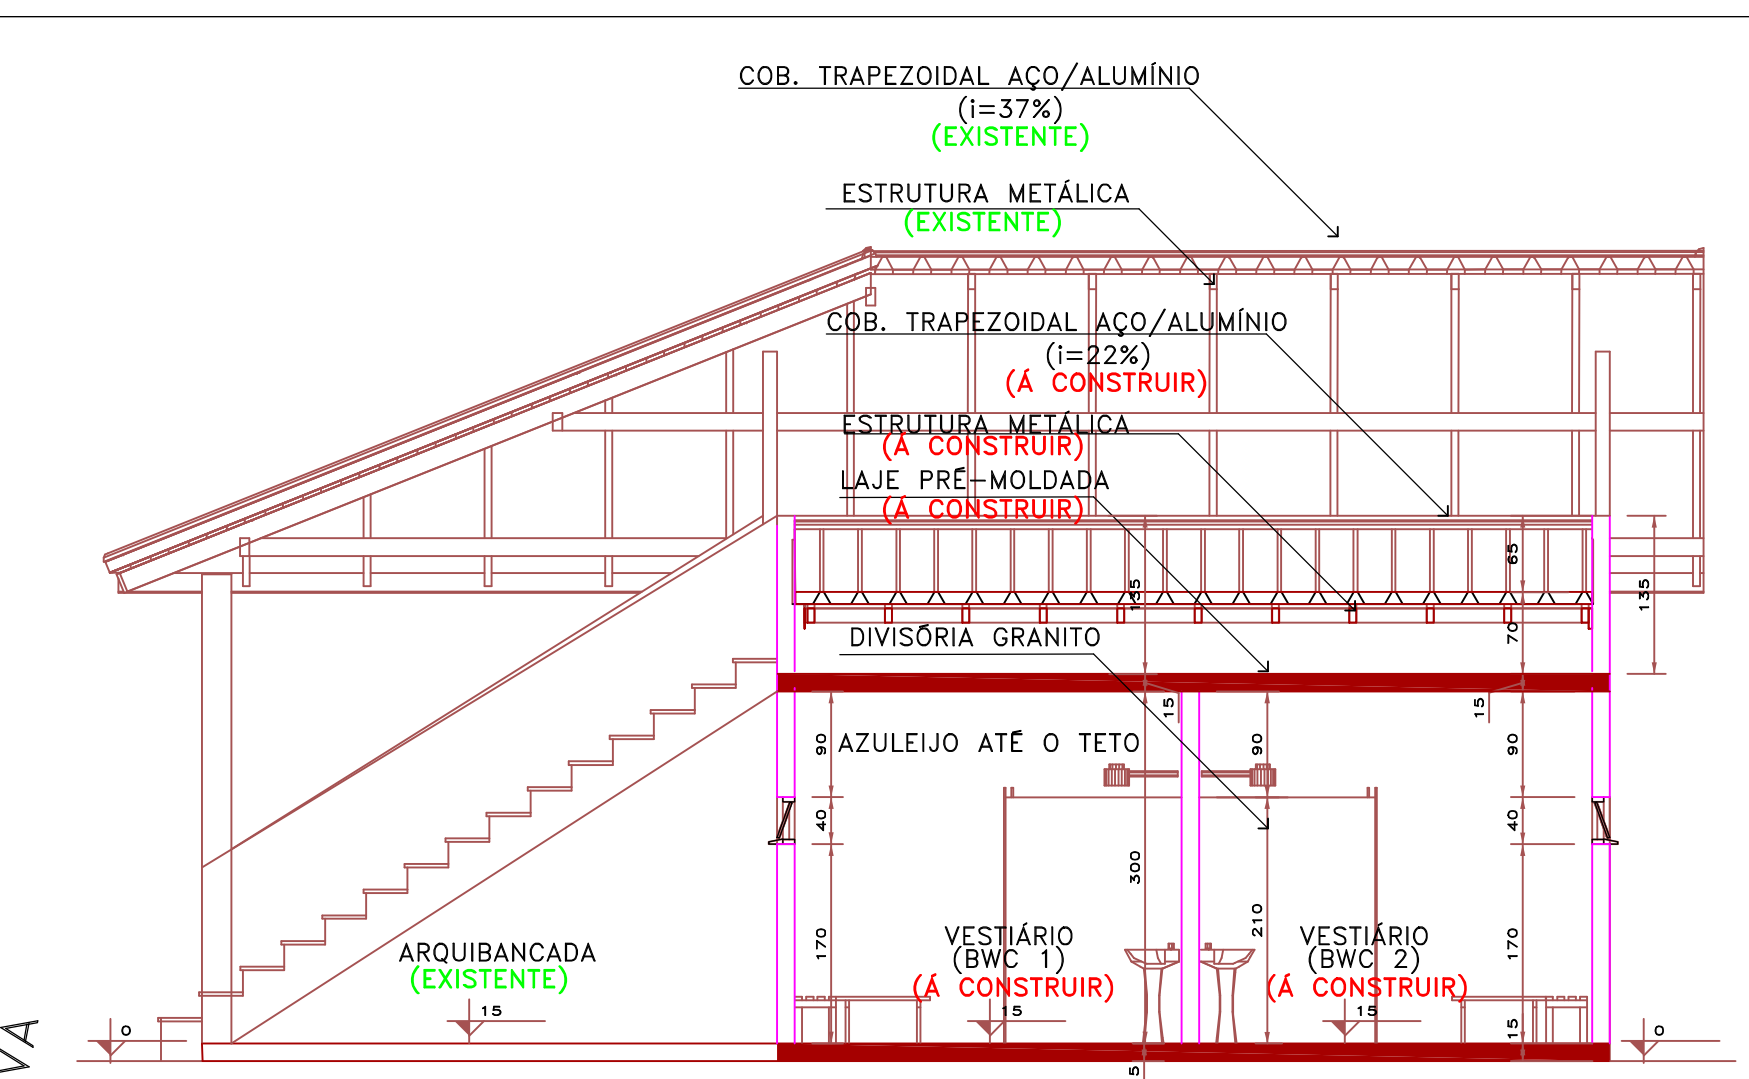 COB. TRAPEZOIDAL AÇO/ALUMÍNIO
(i=37%)
(EXISTENTE)
ESTRUTURA METÁLICA
(EXISTENTE)
COB. TRAPEZOIDAL AÇO/ALUMÍNIO
(i=22%)
(Á CONSTRUIR)
ESTRUTURA METÁLICA
(Á CONSTRUIR)
LAJE PRÉ-MOLDADA
(Á CONSTRUIR)
65
135
135
70
DIVISÓRIA GRANITO
15
15
90
AZULEIJO ATÉ O TETO
90
90
40
40
300
210
170
170
ARQUIBANCADA
(EXISTENTE)
VESTIÁRIO
(BWC 1)
(Á CONSTRUIR)
VESTIÁRIO
(BWC 2)
(Á CONSTRUIR)
15
15
15
15
0
0
5
VA